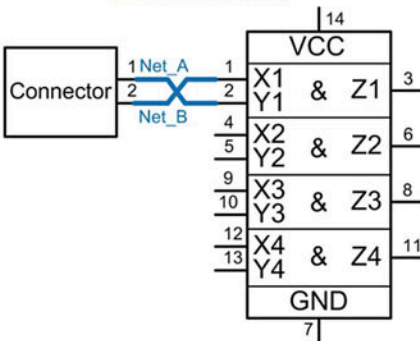 14
VCC
1 Net_A 1 X1 & Z1 3
Connector
2 2 Y1
Net_B
4 X2 & Z2 6
5 Y2
9 X3 & Z3 8
10 Y3
12 X4 & Z4 11
13 Y4
GND
7